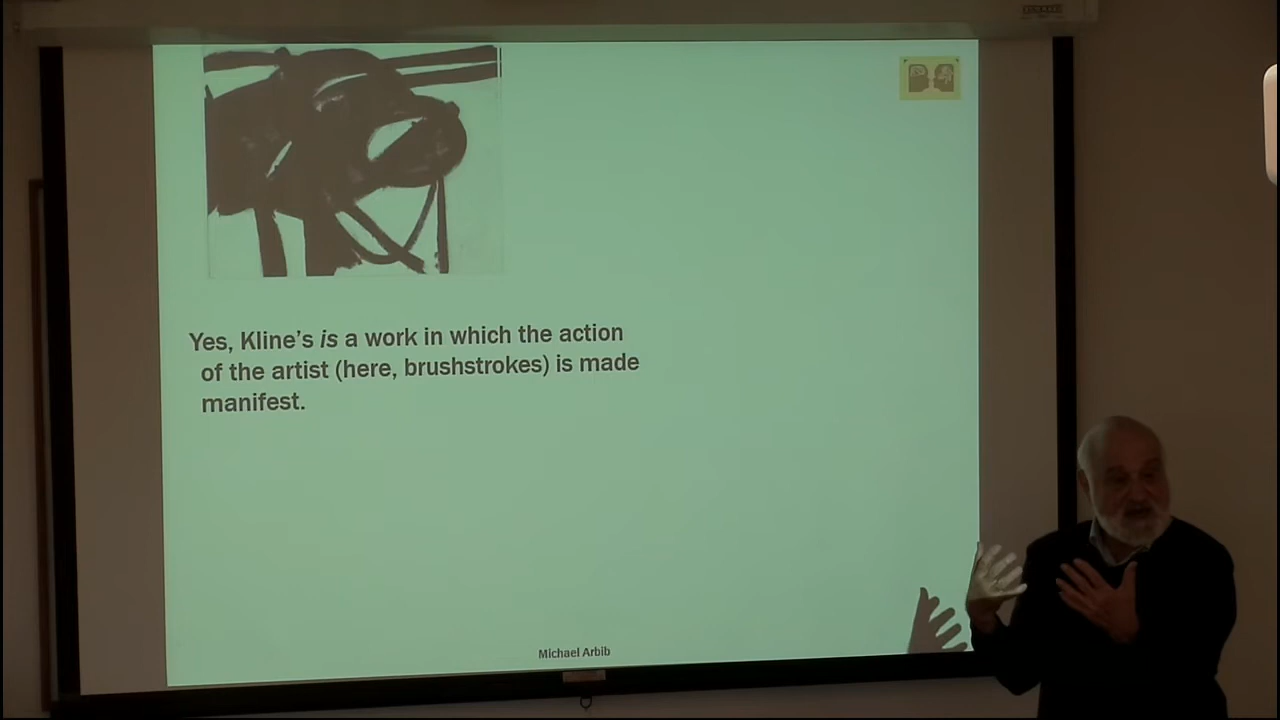 Yes, Kline's is a work in which the action
of the artist (here, brushstrokes) is made
manifest.
Michael Arbib